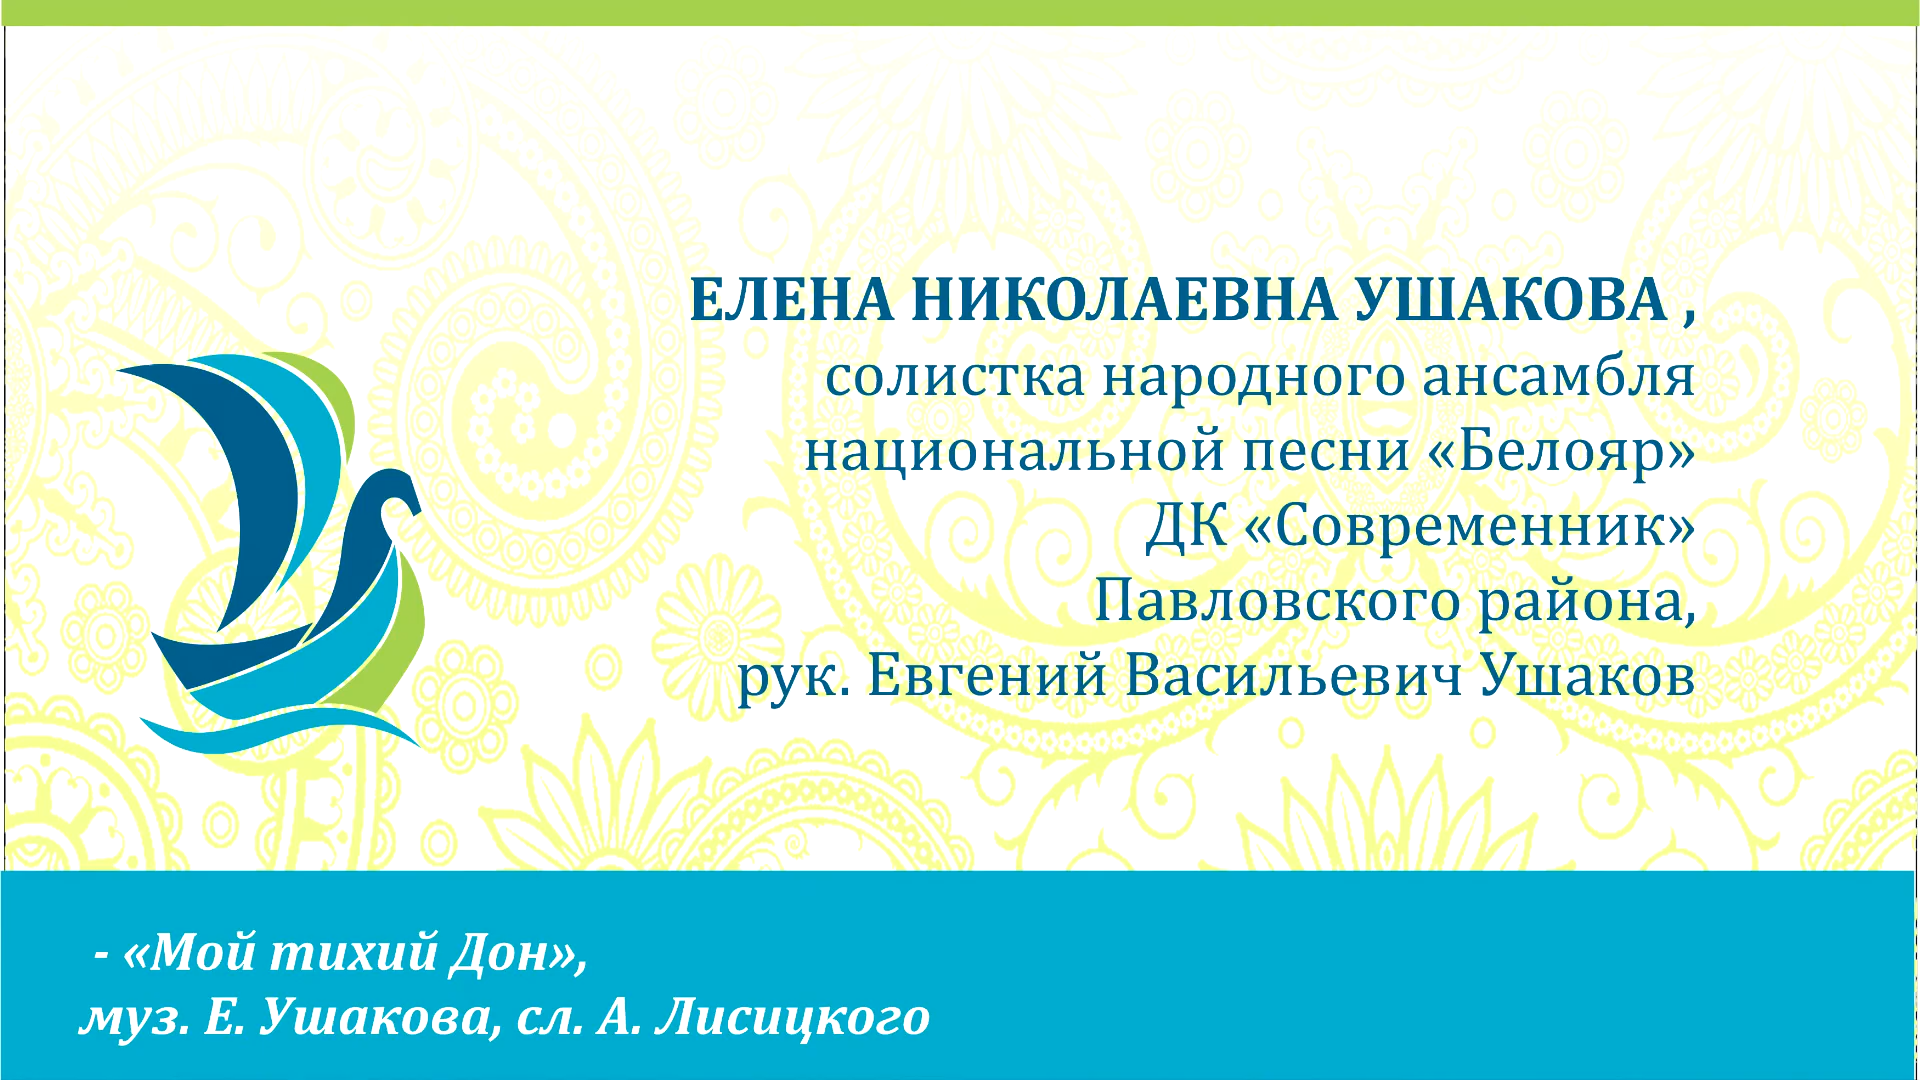 ЕЛЕНА НИКОЛАЕВНА УШАКОВА ,
солистка народного ансамбля
национальной песни «Белояр»
ДК «Современник»
Павловского района,
рук. Евгений Васильевич Ушаков
- «Мой тихий Дон»,
муз. Е. Ушакова, сл. А. Лисицкого